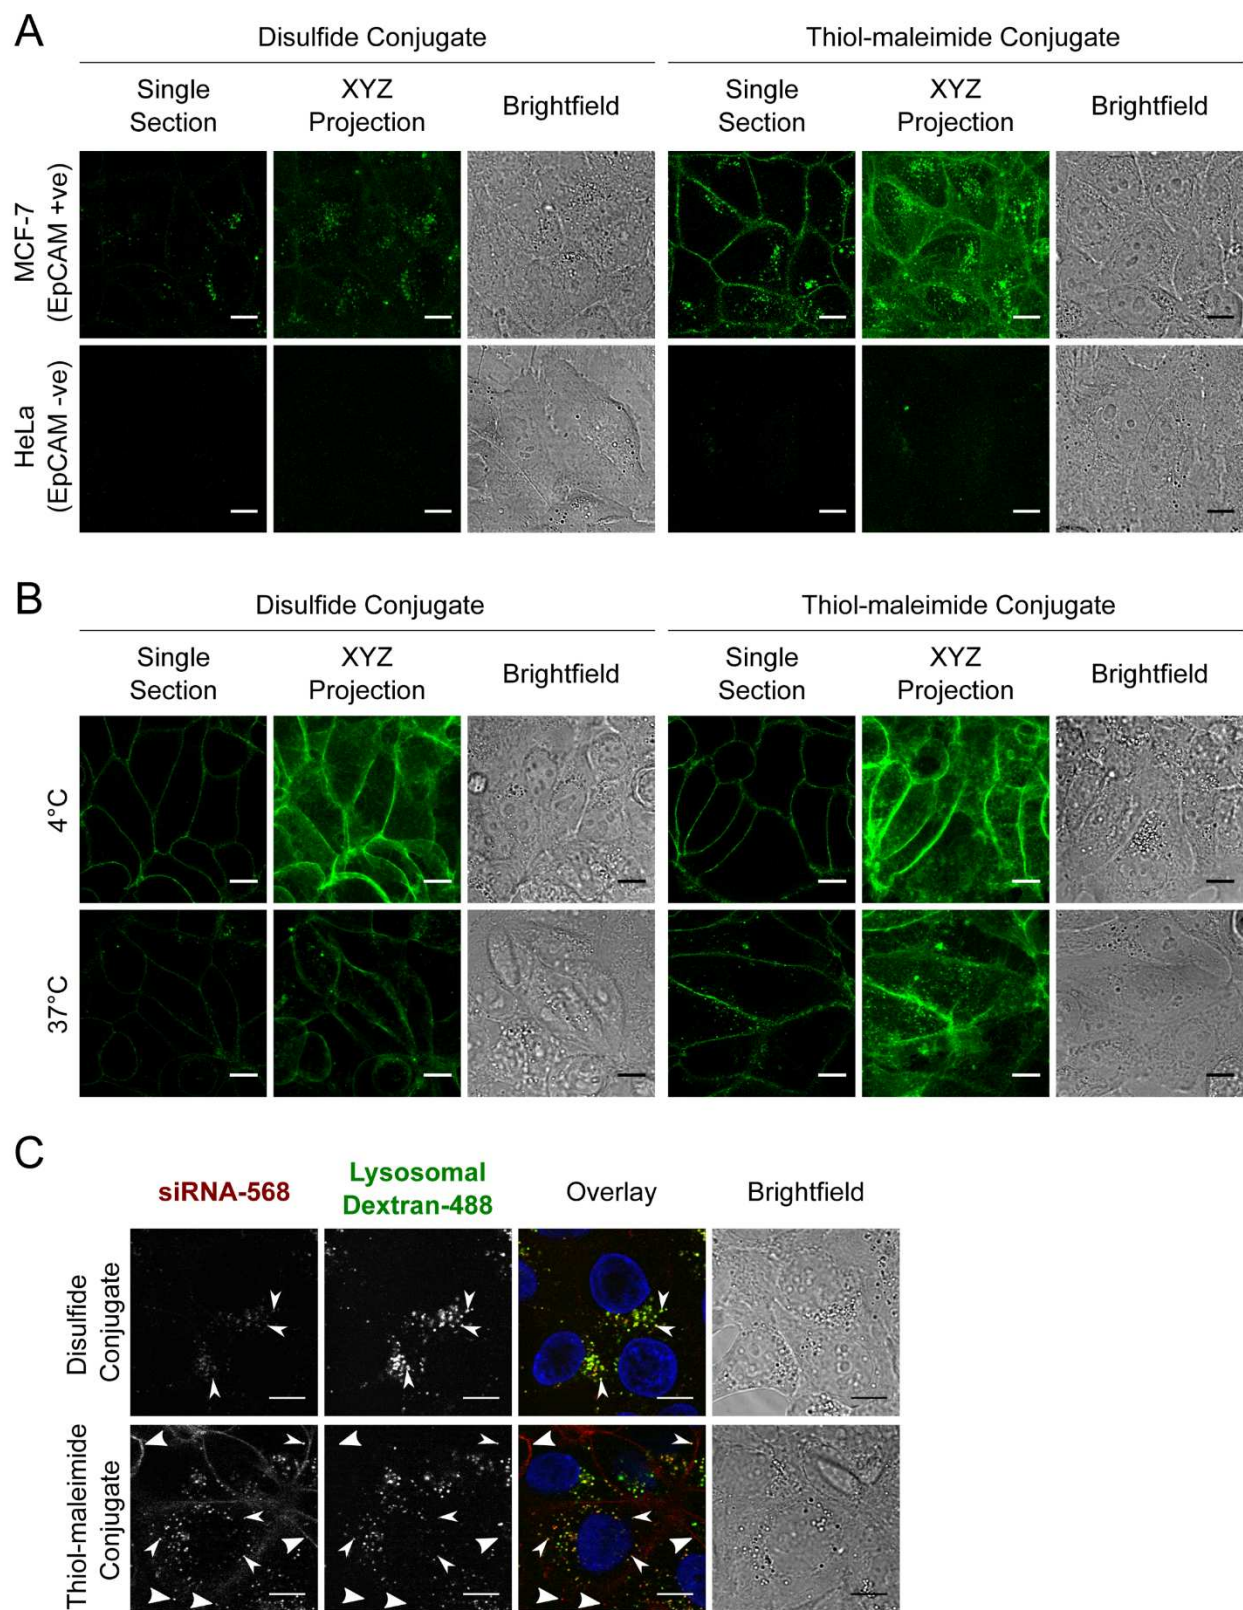 A
Disulfide Conjugate
Thiol-maleimide Conjugate
Single
Section
XYZ
Projection
Brightfield
Single
Section
XYZ
Projection
Brightfield
MCF-7
(EpCAM +ve)
HeLa
(EpCAM -ve)
B
Disulfide Conjugate
Thiol-maleimide Conjugate
Single
Section
XYZ
Projection
Brightfield
Single
Section
XYZ
Projection
Brightfield
4°C
37°C
C
siRNA-568
Lysosomal
Dextran-488
Overlay
Brightfield
Disulfide
Conjugate
Thiol-maleimide
Conjugate